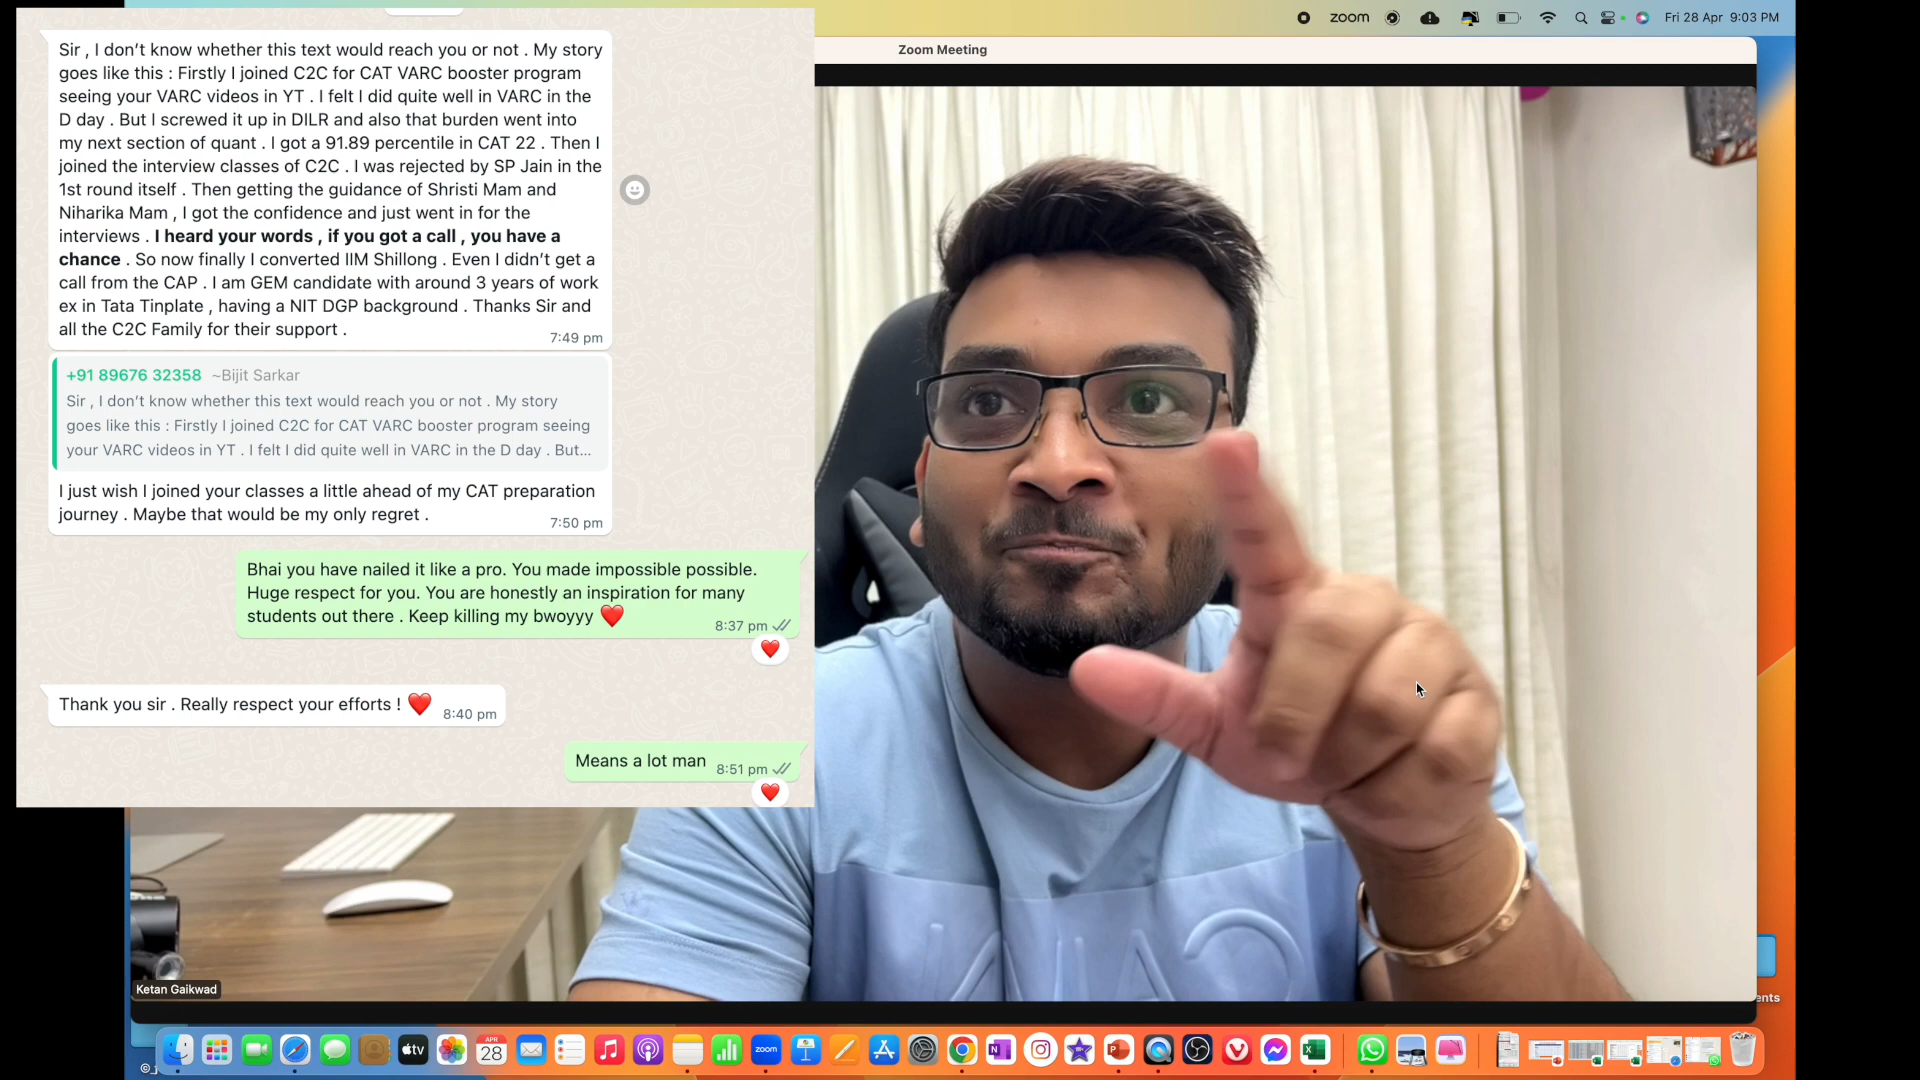 zoom
Fri 28 Apr 9:03 PM
Zoom Meeting
Sir , I don't know whether this text would reach you or not . My story
goes like this : Firstly I joined C2C for CAT VARC booster program
seeing your VARC videos in YT . I felt I did quite well in VARC in the
D day . But I screwed it up in DILR and also that burden went into
my next section of quant . I got a 91.89 percentile in CAT 22 . Then I
joined the interview classes of C2C . I was rejected by SP Jain in the
1st round itself . Then getting the guidance of Shristi Mam and
Niharika Mam , I got the confidence and just went in for the
interviews . I heard your words , if you got a call , you have a
chance . So now finally I converted IIM Shillong . Even I didn't get a
call from the CAP . I am GEM candidate with around 3 years of work
ex in Tata Tinplate , having a NIT DGP background . Thanks Sir and
all the C2C Family for their support .
7:49 pm
+91 89676 32358 ~Bijit Sarkar
Sir , I don't know whether this text would reach you or not . My story
goes like this : Firstly I joined C2C for CAT VARC booster program seeing
your VARC videos in YT . I felt I did quite well in VARC in the D day . But...
I just wish I joined your classes a little ahead of my CAT preparation
journey . Maybe that would be my only regret .
7:50 pm
Bhai you have nailed it like a pro. You made impossible possible.
Huge respect for you. You are honestly an inspiration for many
students out there . Keep killing my bwoyyy ❤️
8:37 pm
Thank you sir . Really respect your efforts ! ❤️
8:40 pm
Means a lot man
8:51 pm
Ketan Gaikwad
ents
tv
APR
28
zoom